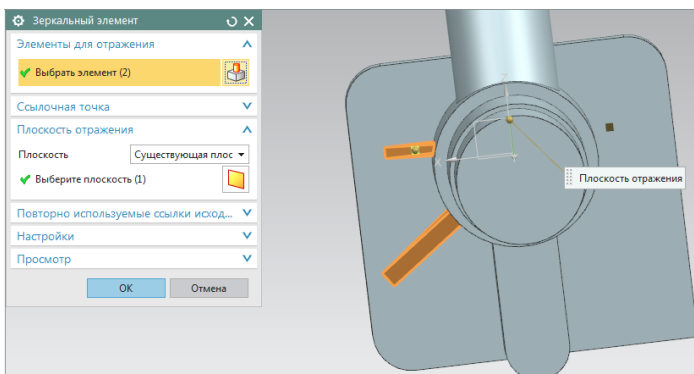 Зеркальный элемент
Элементы для отражения
Выбрать элемент (2)
Ссылочная точка
Плоскость отражения
Плоскость Существующая плос
Выберите плоскость (1)
Повторно используемые ссылки исход...
Настройки
Просмотр
ОК Отмена
Z
X
Плоскость отражения